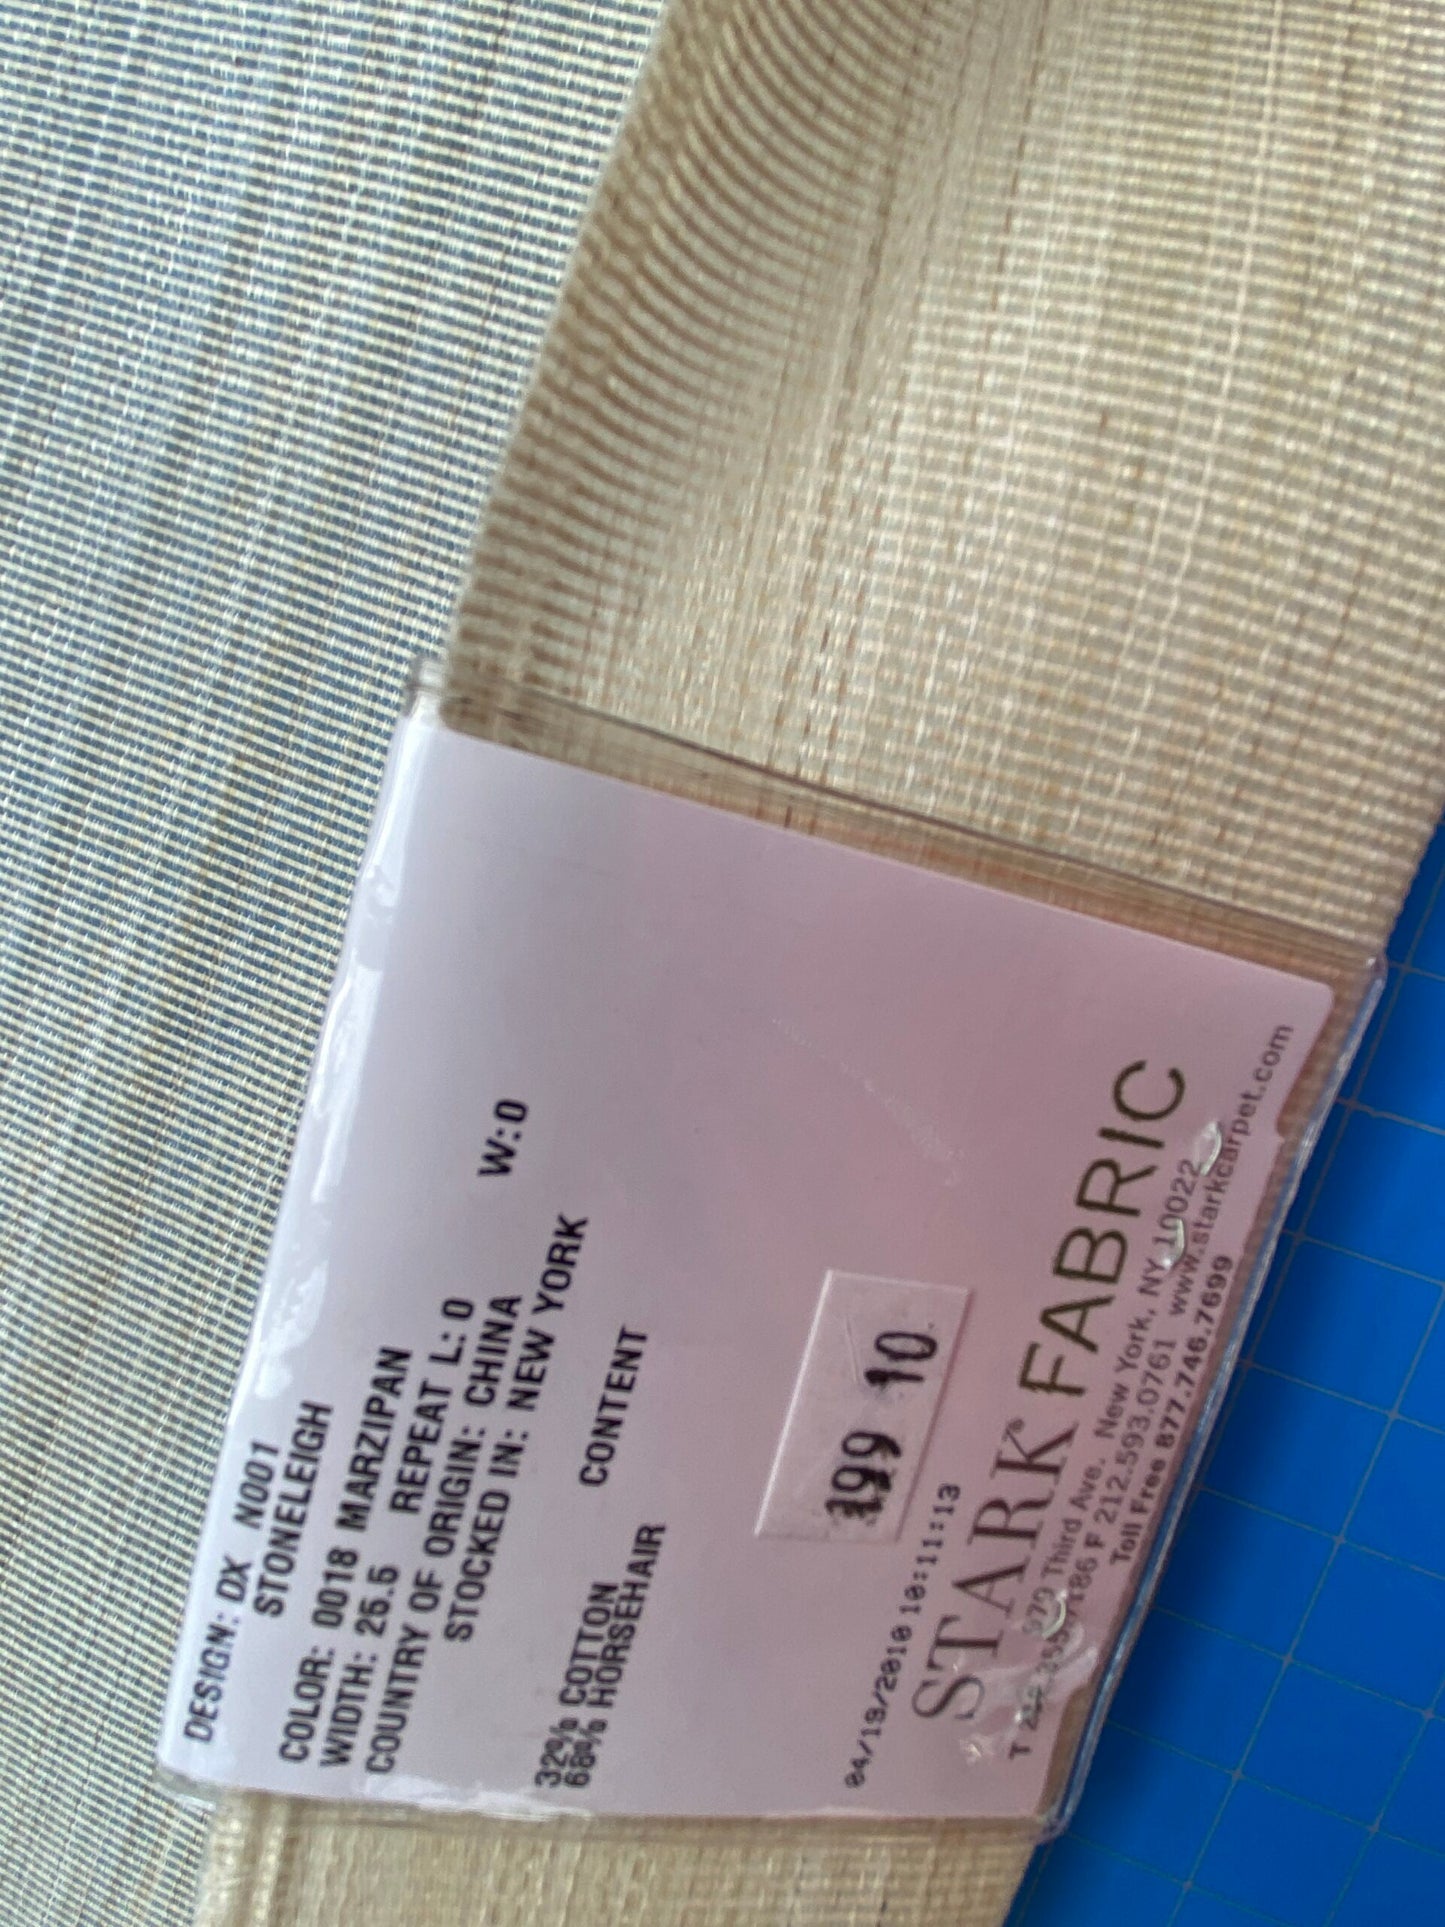 DESIGN: DX N001
STONELEIGH
COLOR: 0018 MARZIPAN
WIDTH: 25.5 REPEAT L: 0 W: 0
COUNTRY OF ORIGIN: CHINA
STOCKED IN: NEW YORK
CONTENT
32% COTTON
68% HORSEHAIR
199 10
04/19/2010 10:11:13
STARK FABRIC
979 Third Ave. New York, NY 10022
T F 212.593.0761 www.starkcarpet.com
Toll Free 877.746.7699